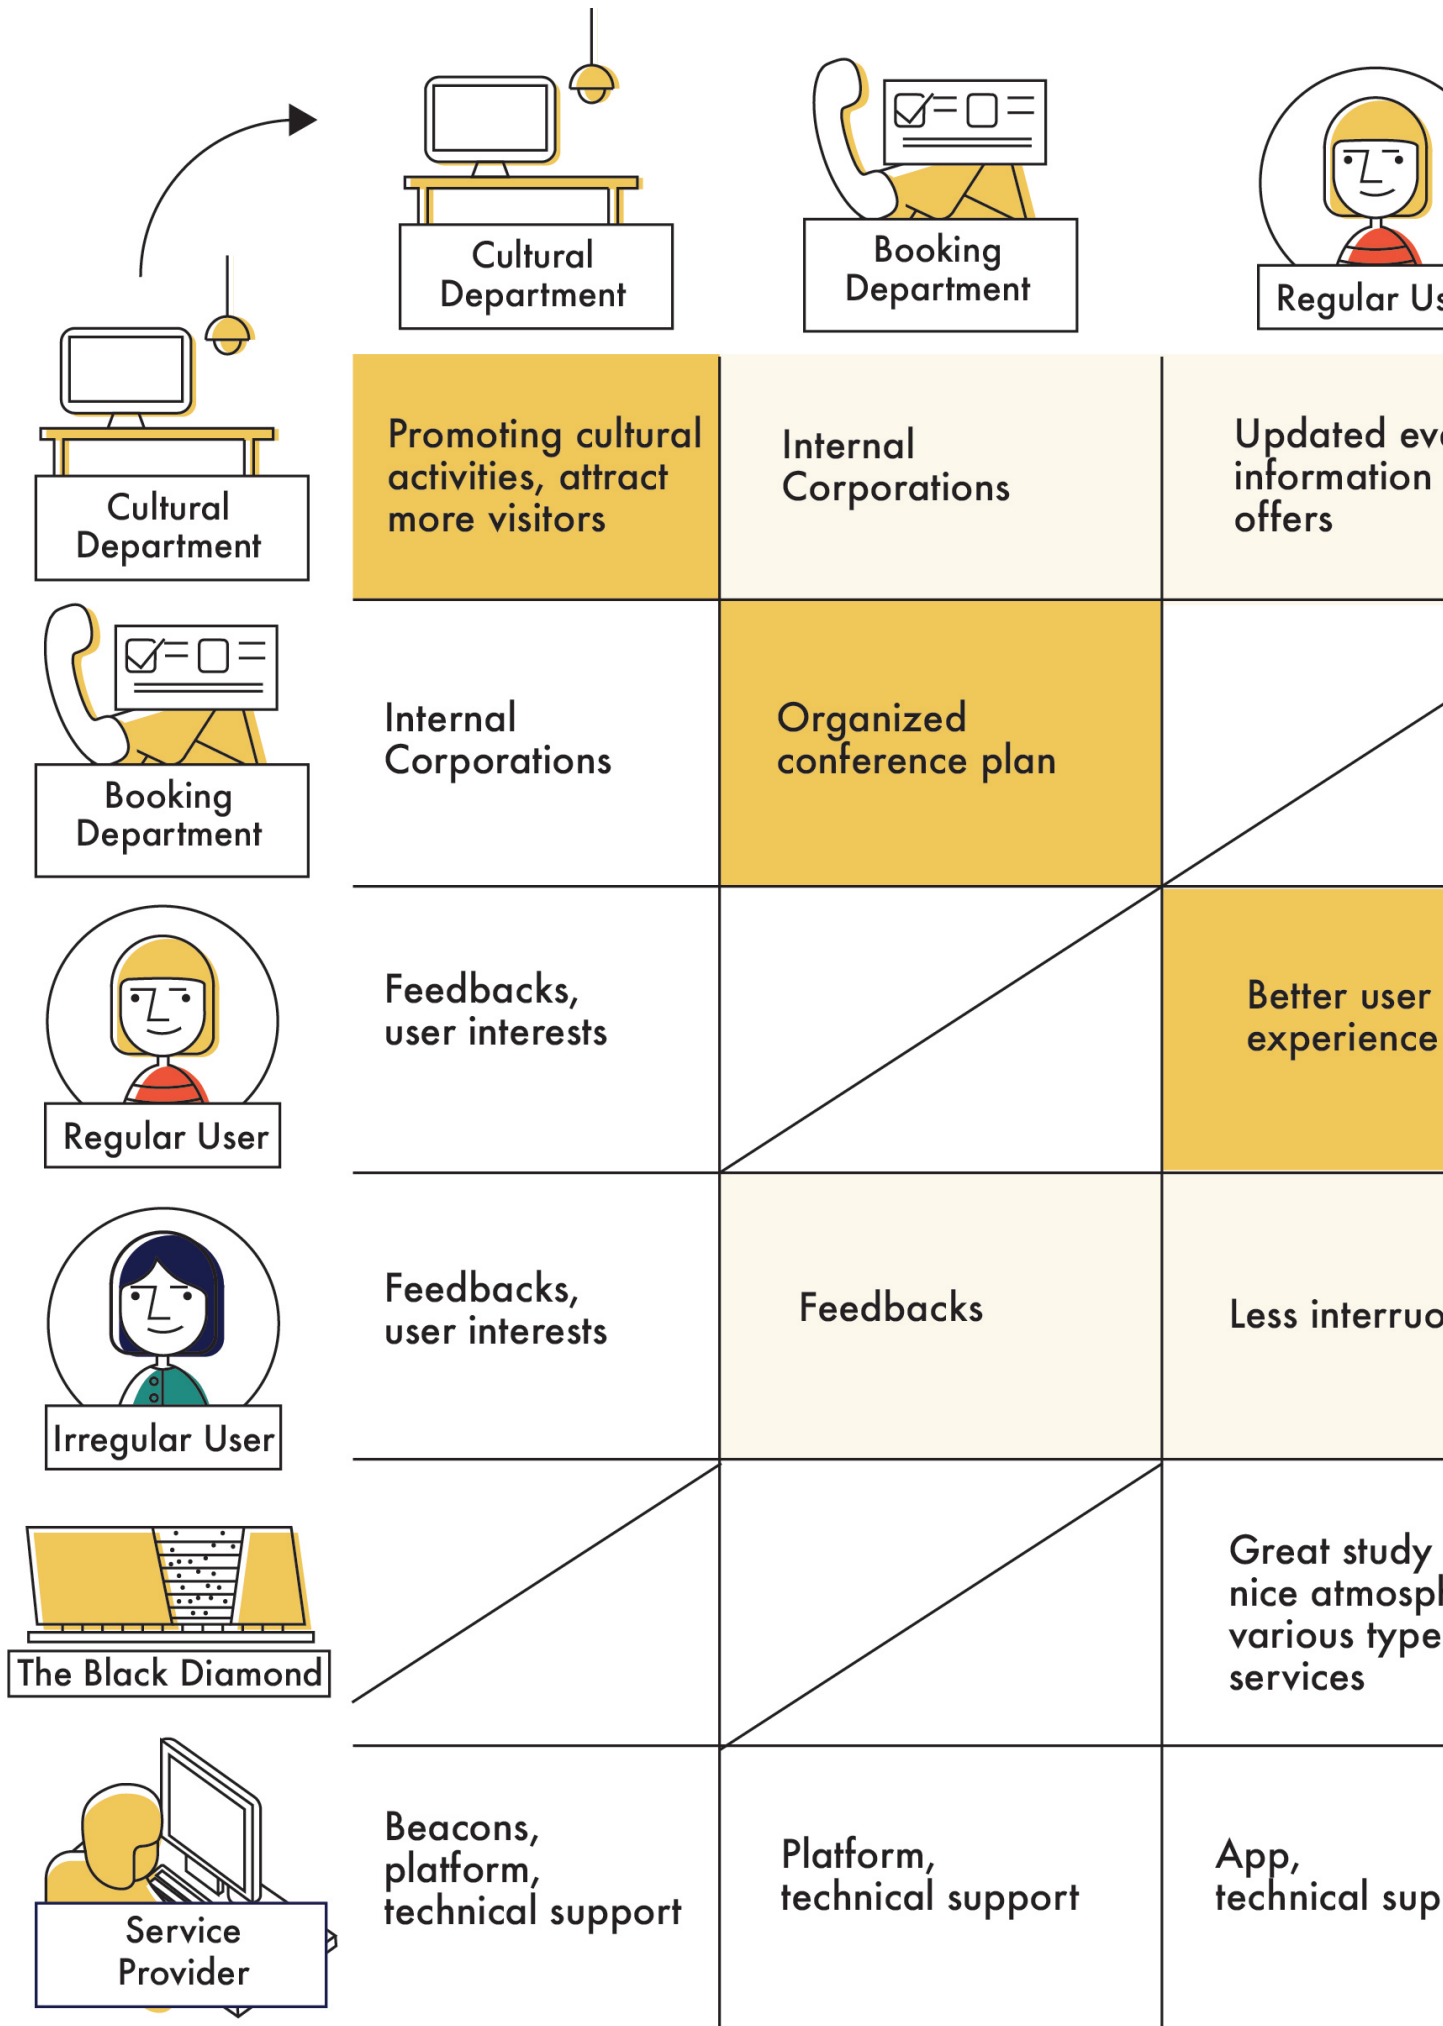 Cultural
Department
Booking
Department
Regular Us
Cultural
Department
Promoting cultural
activities, attract
more visitors
Internal
Corporations
Updated eve
information
offers
Booking
Department
Internal
Corporations
Organized
conference plan
Regular User
Feedbacks,
user interests
Better user
experience
Irregular User
Feedbacks,
user interests
Feedbacks
Less interruo
The Black Diamond
Great study
nice atmosph
various type
services
Service
Provider
Beacons,
platform,
technical support
Platform,
technical support
App,
technical sup